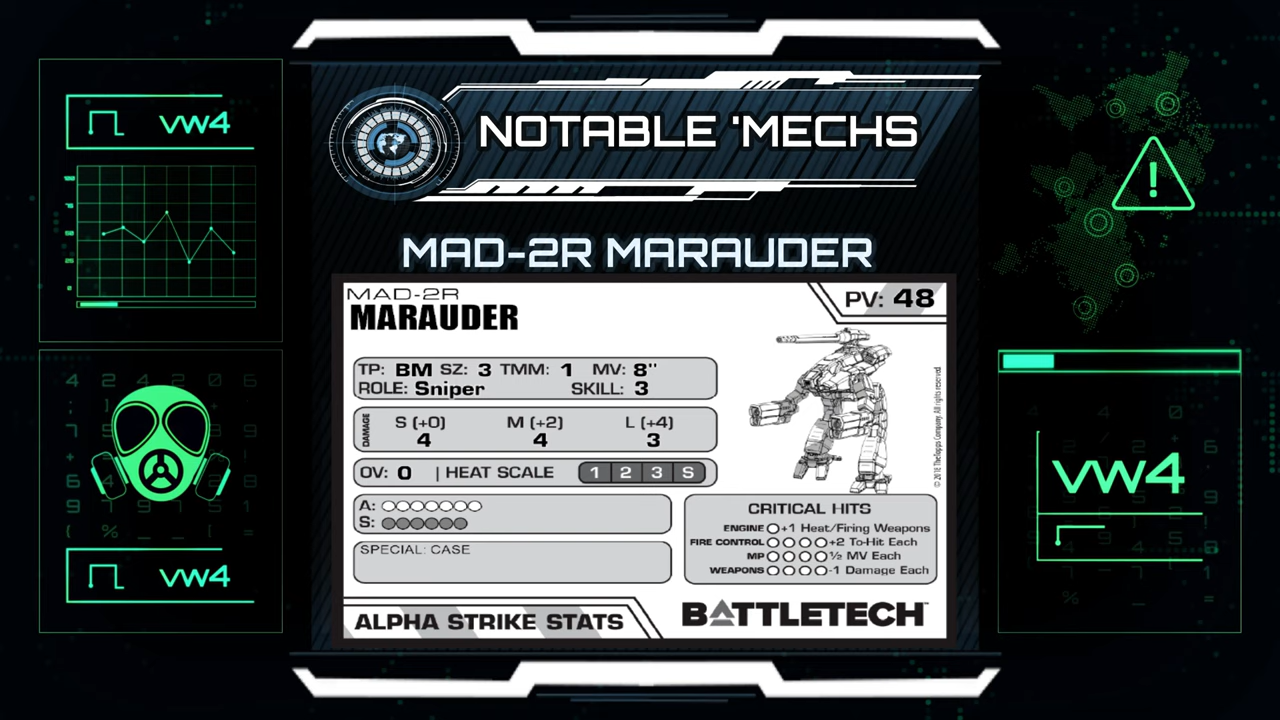 NOTABLE 'MECHS
MAD-2R MARAUDER
MAD-2R
MARAUDER
PV: 48
TP: BM SZ: 3 TMM: 1 MV: 8"
ROLE: Sniper SKILL: 3
DAMAGE
S (+0) M (+2) L (+4)
4 4 3
OV: 0 | HEAT SCALE 1 2 3 S
A:
S:
SPECIAL: CASE
CRITICAL HITS
ENGINE +1 Heat/Firing Weapons
FIRE CONTROL +2 To-Hit Each
MP ½ MV Each
WEAPONS -1 Damage Each
ALPHA STRIKE STATS
BATTLETECH
vw4
vw4
vw4
!